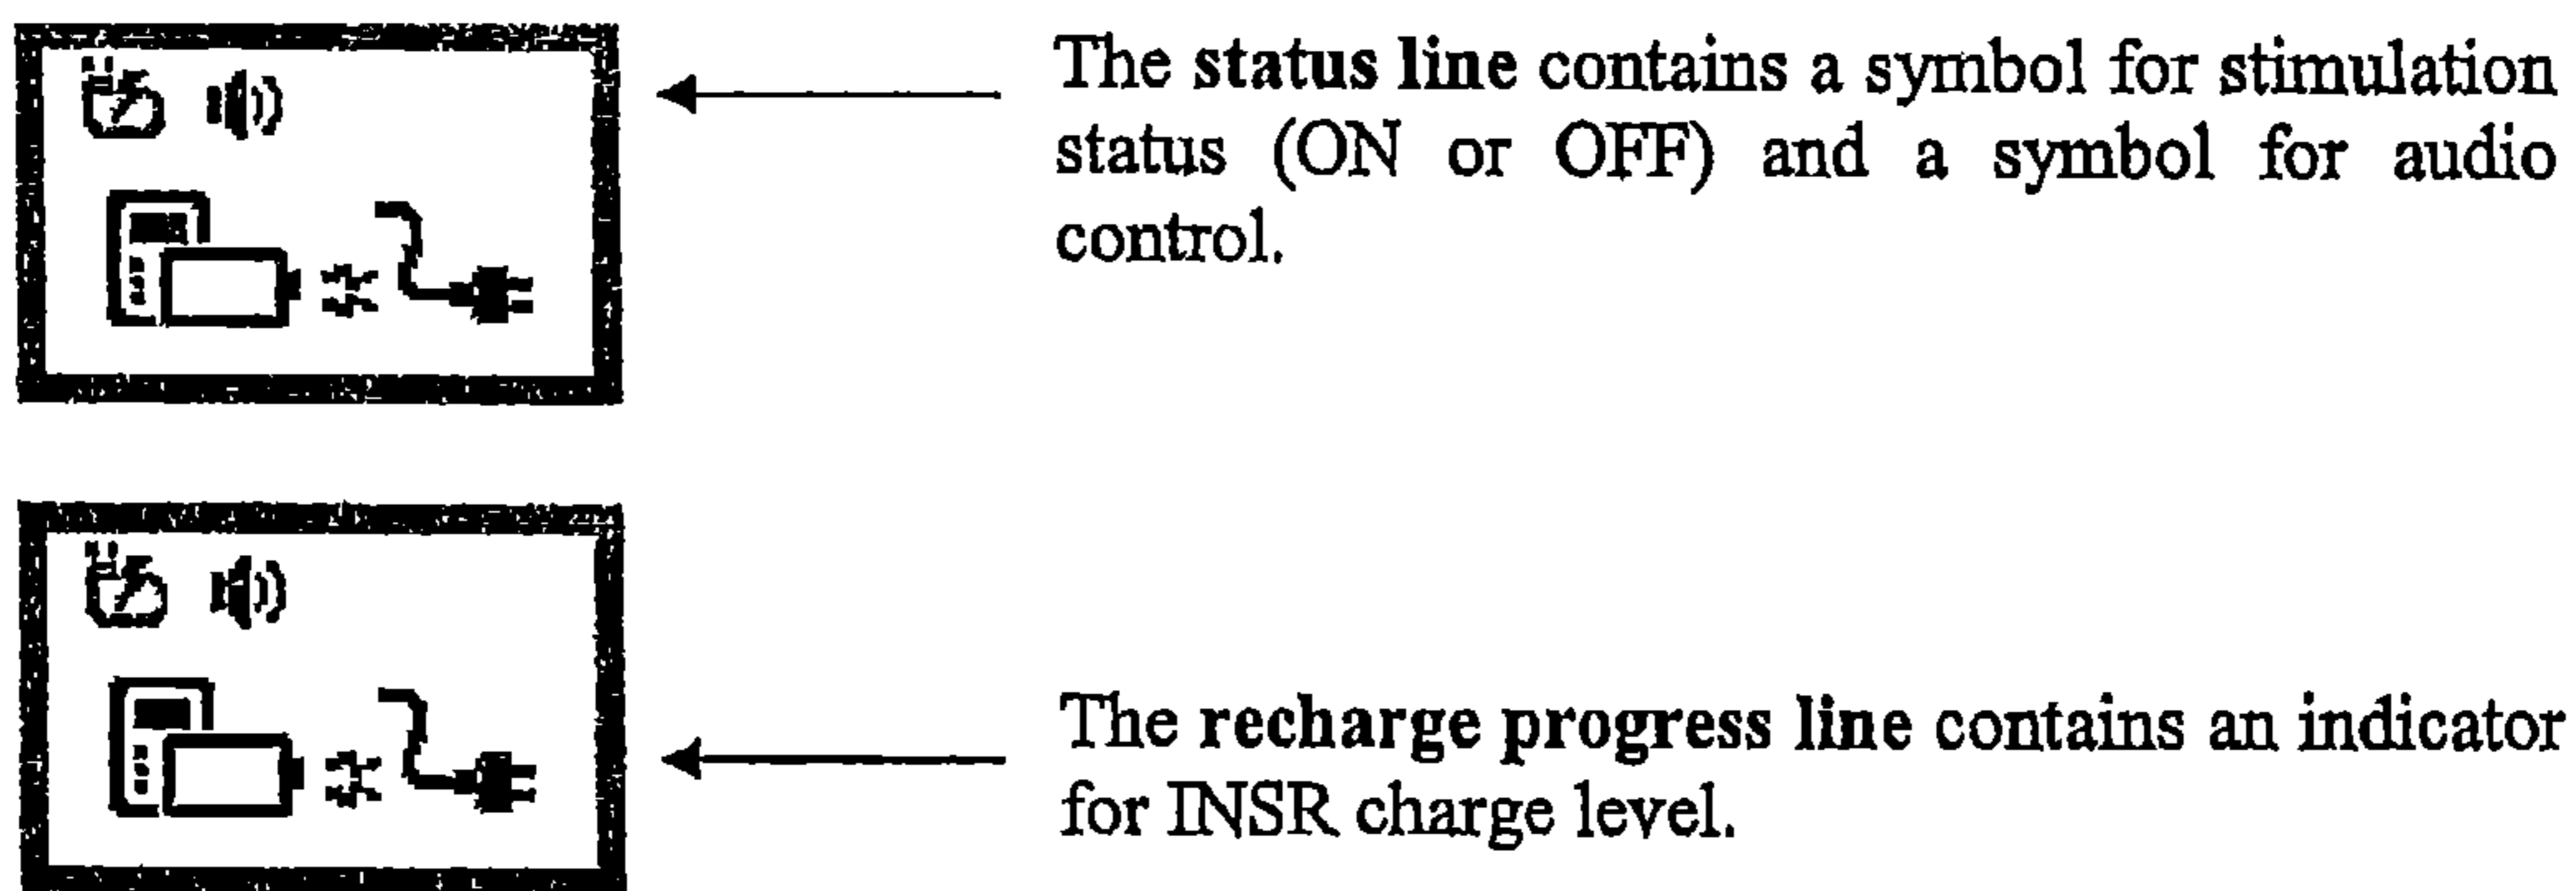 The status line contains a symbol for stimulation
status (ON or OFF) and a symbol for audio
control.
The recharge progress line contains an indicator
for INSR charge level.